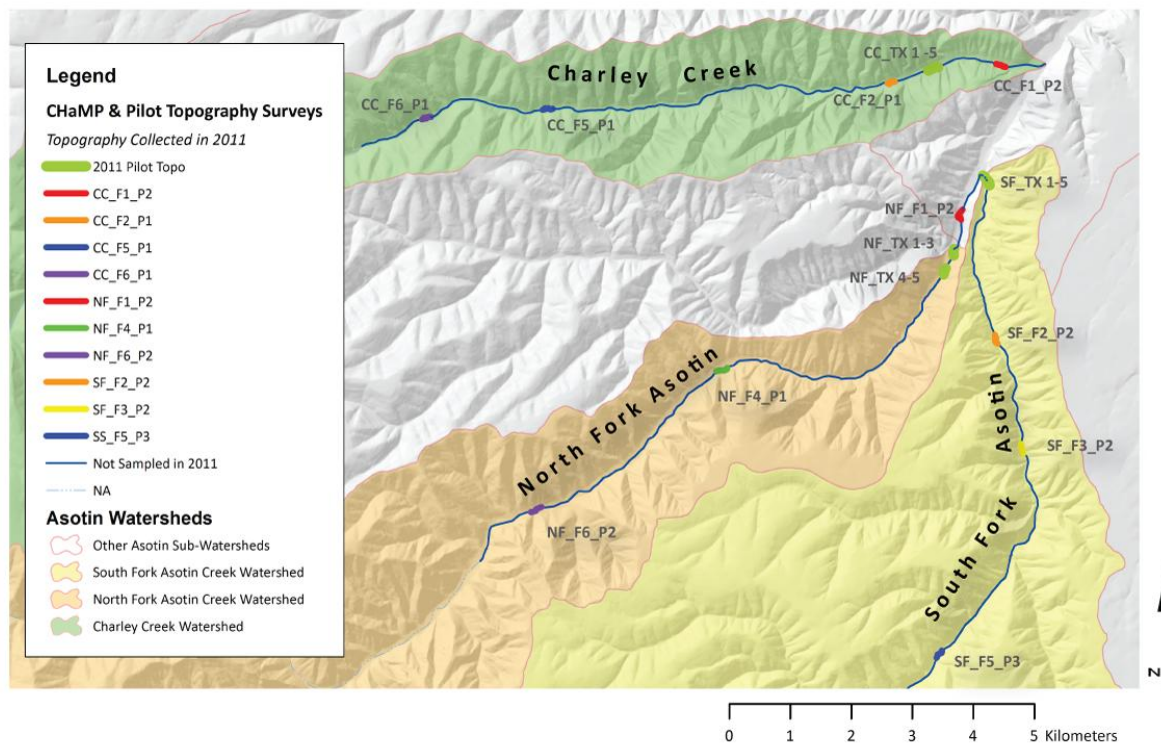 Legend
CHaMP & Pilot Topography Surveys
Topography Collected in 2011
2011 Pilot Topo
CC_F1_P2
CC_F2_P1
CC_F5_P1
CC_F6_P1
NF_F1_P2
NF_F4_P1
NF_F6_P2
SF_F2_P2
SF_F3_P2
SS_F5_P3
Not Sampled in 2011
NA
Asotin Watersheds
Other Asotin Sub-Watersheds
South Fork Asotin Creek Watershed
North Fork Asotin Creek Watershed
Charley Creek Watershed
Charley Creek
CC_TX 1-5
CC_F6_P1
CC_F5_P1
CC_F2_P1
CC_F1_P2
SF_TX 1-5
NF_F1_P2
NF_TX 1-3
NF_TX 4-5
SF_F2_P2
North Fork Asotin
NF_F4_P1
South Fork Asotin
SF_F3_P2
NF_F6_P2
SF_F5_P3
z
0 1 2 3 4 5 Kilometers